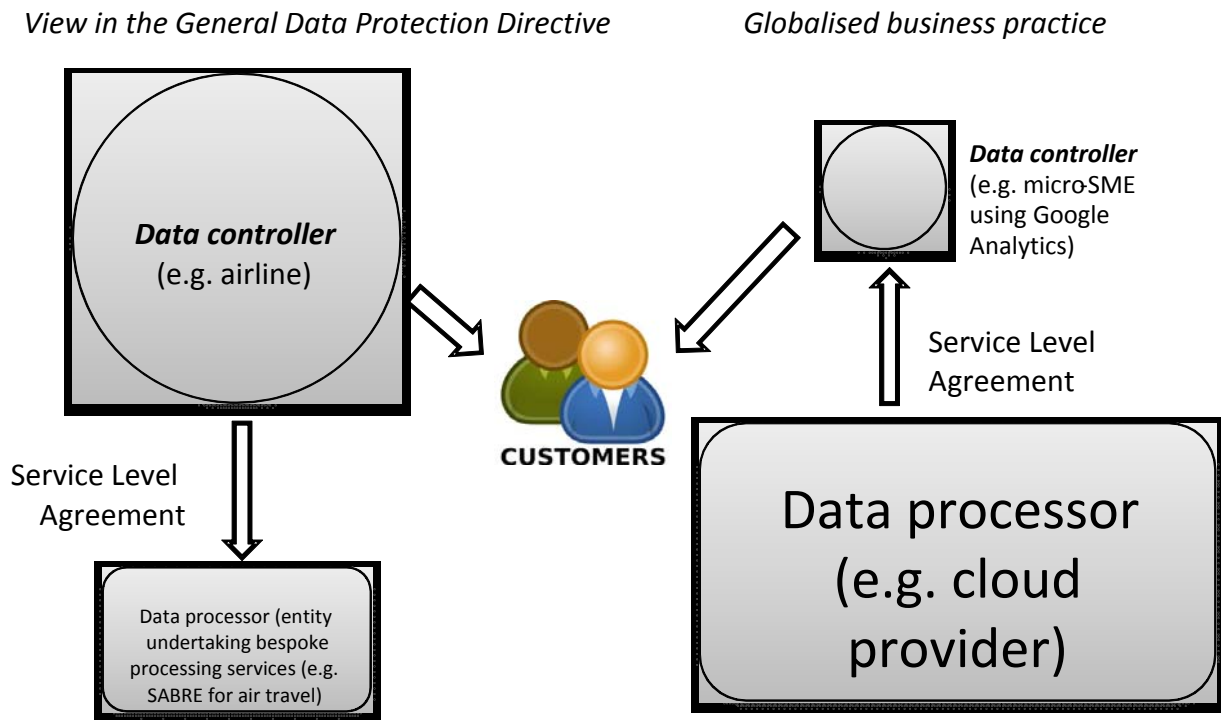 View in the General Data Protection Directive
Globalised business practice
Data controller
(e.g. airline)
Service Level
Agreement
Data processor (entity
undertaking bespoke
processing services (e.g.
SABRE for air travel)
CUSTOMERS
Data controller
(e.g. micro-SME
using Google
Analytics)
Service Level
Agreement
Data processor
(e.g. cloud
provider)